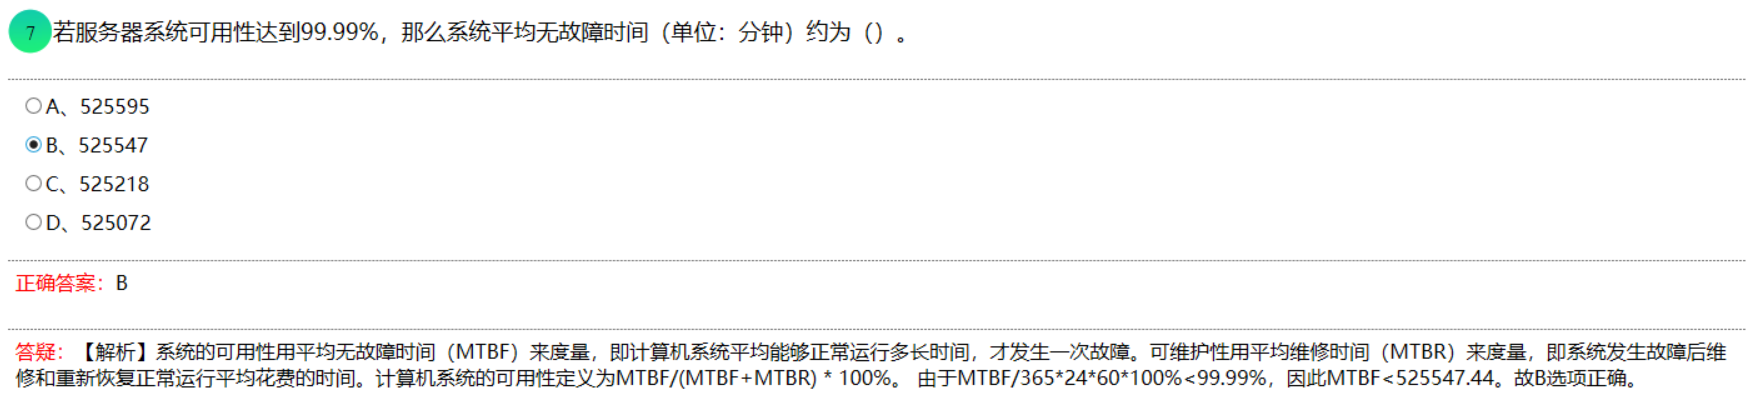 7 若服务器系统可用性达到99.99%，那么系统平均无故障时间（单位：分钟）约为（）。
A、525595
B、525547
C、525218
D、525072
正确答案：B
答疑：【解析】系统的可用性用平均无故障时间（MTBF）来度量，即计算机系统平均能够正常运行多长时间，才发生一次故障。可维护性用平均维修时间（MTBR）来度量，即系统发生故障后维
修和重新恢复正常运行平均花费的时间。计算机系统的可用性定义为MTBF/(MTBF+MTBR) * 100%。 由于MTBF/365*24*60*100%<99.99%，因此MTBF<525547.44。故B选项正确。